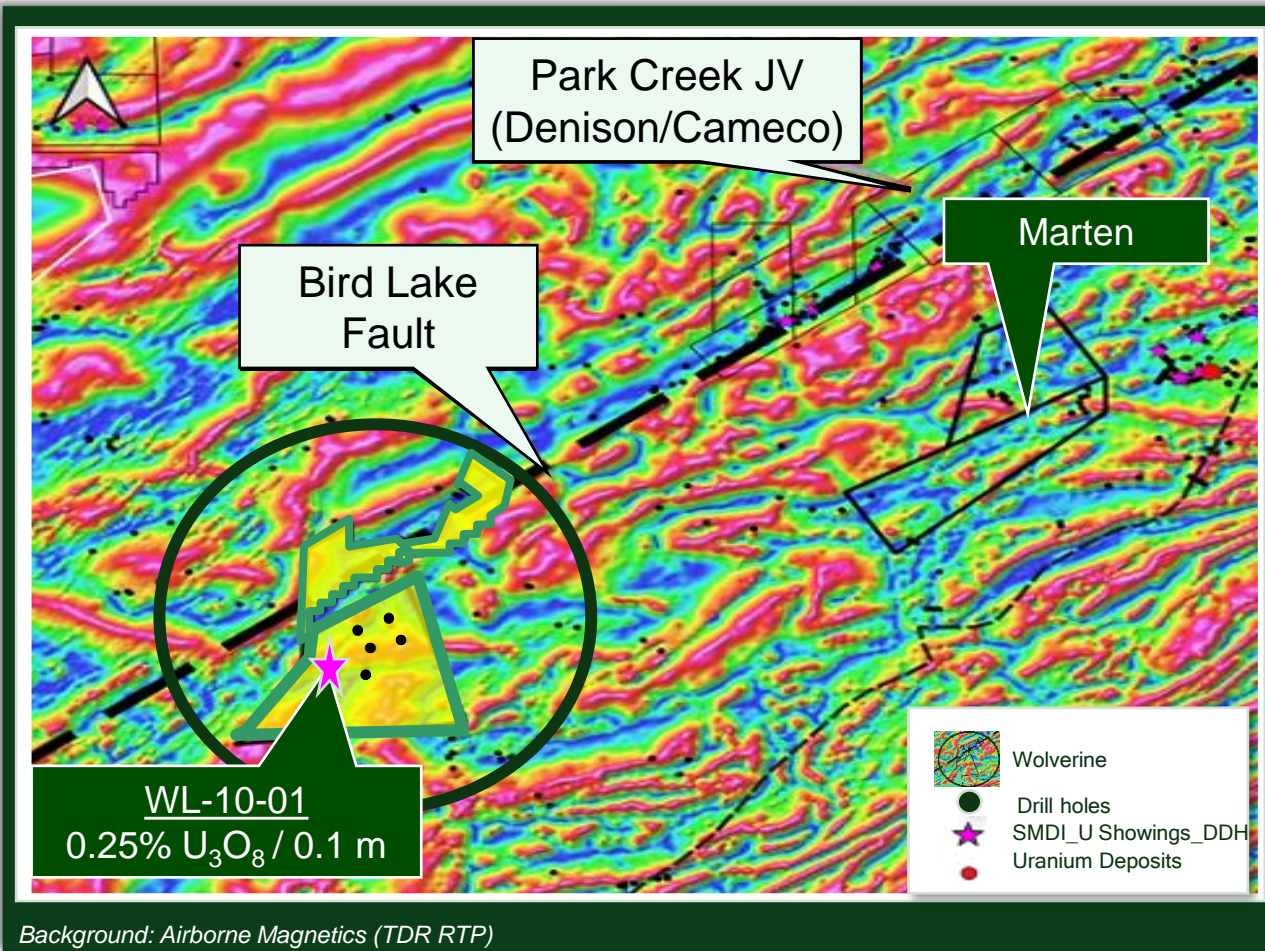 Park Creek JV
(Denison/Cameco)
Marten
Bird Lake
Fault
WL-10-01
0.25% U₃O₈ / 0.1 m
Wolverine
Drill holes
SMDI_U Showings_DDH
Uranium Deposits
Background: Airborne Magnetics (TDR RTP)